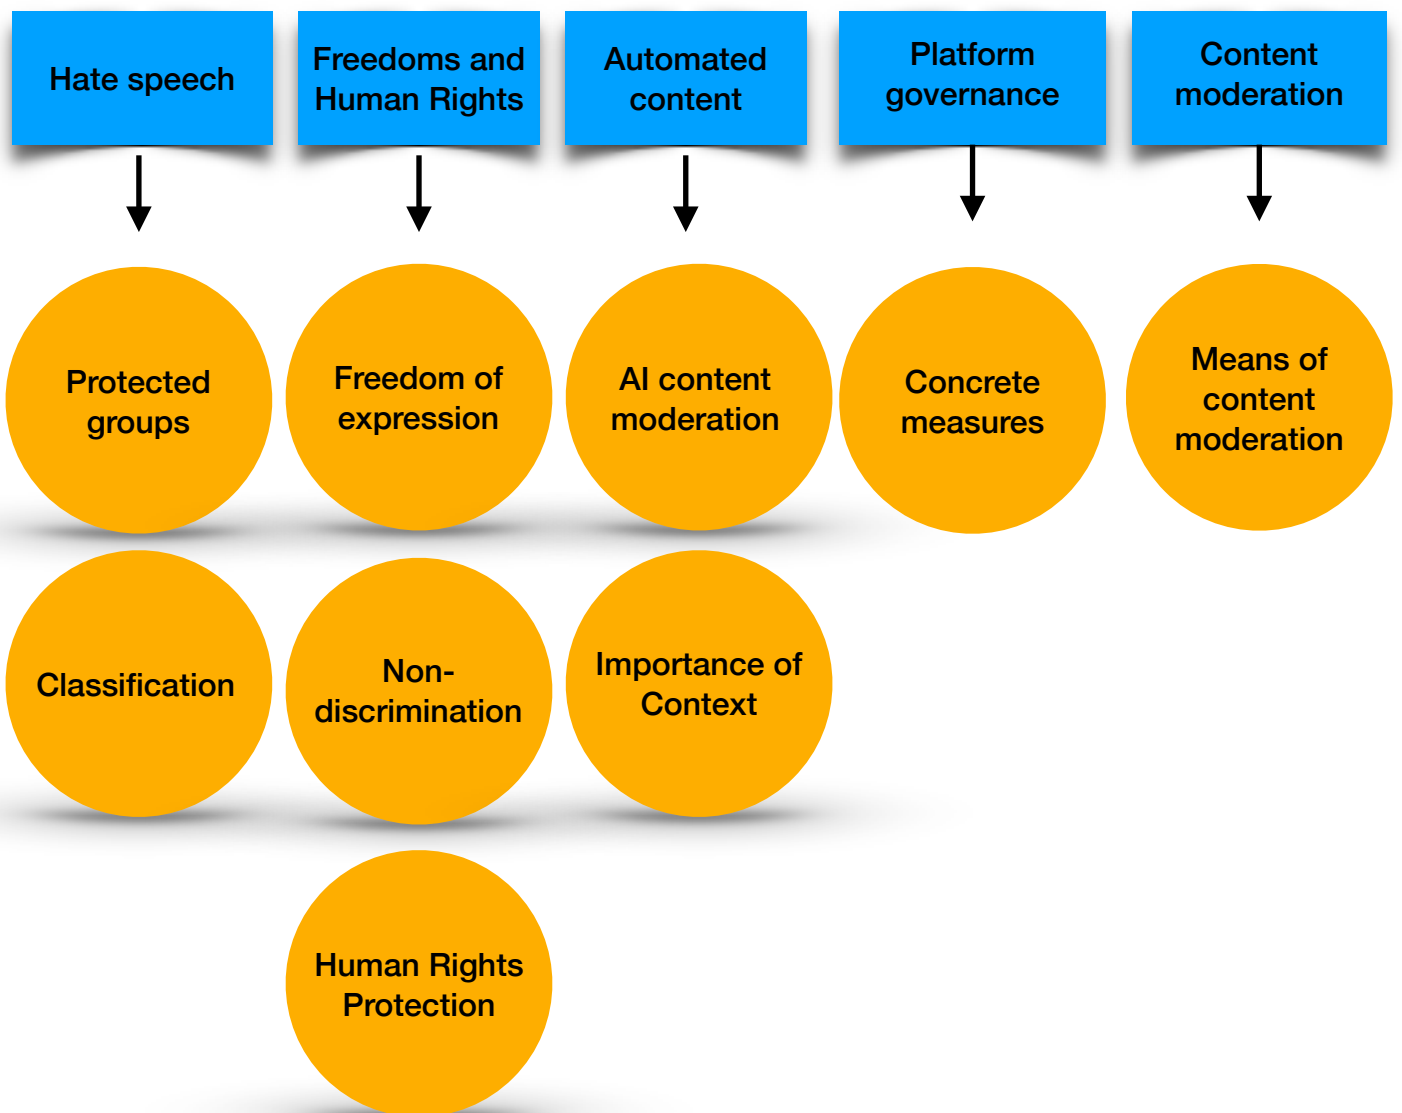 Hate speech
Freedoms and
Human Rights
Automated
content
Platform
governance
Content
moderation
Protected
groups
Freedom of
expression
AI content
moderation
Concrete
measures
Means of
content
moderation
Classification
Non-
discrimination
Importance of
Context
Human Rights
Protection